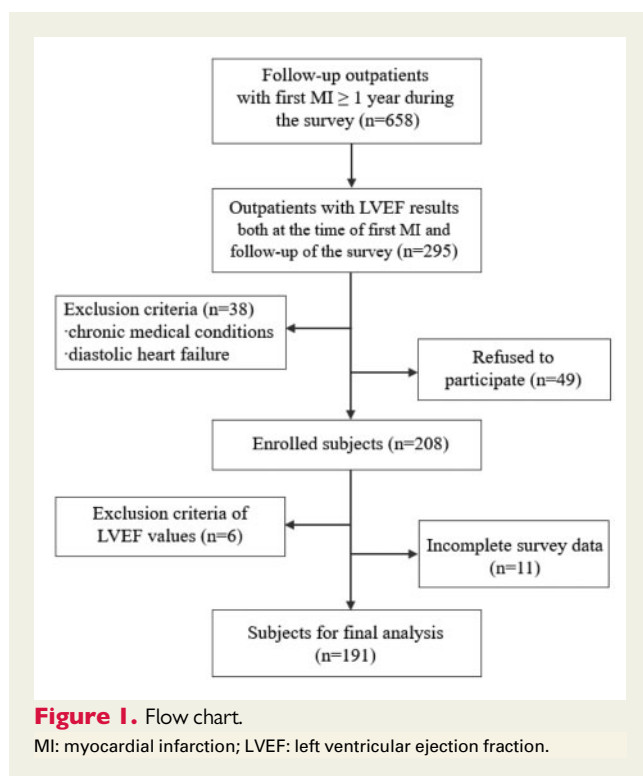 Follow-up outpatients
with first MI ≥ 1 year during
the survey (n=658)
Outpatients with LVEF results
both at the time of first MI and
follow-up of the survey (n=295)
Exclusion criteria (n=38)
·chronic medical conditions
·diastolic heart failure
Refused to
participate (n=49)
Enrolled subjects (n=208)
Exclusion criteria of
LVEF values (n=6)
Incomplete survey data
(n=11)
Subjects for final analysis
(n=191)
Figure 1. Flow chart.
MI: myocardial infarction; LVEF: left ventricular ejection fraction.